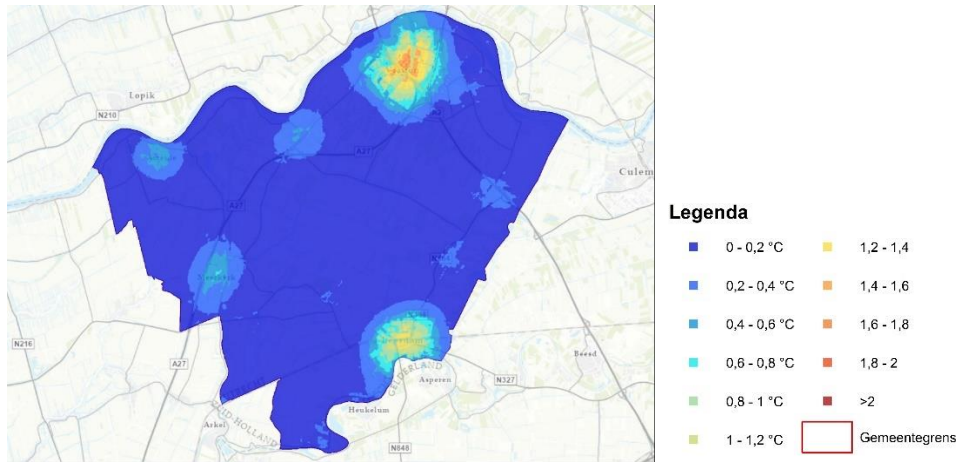 Lopik
N210
A27
Culem
A27
N216
A27
Beesd
GELDERLAND
Asperen
N327
Heukelum
ZUID-HOLLAND
Arkel
N848
Legenda
0 - 0,2 °C
0,2 - 0,4 °C
0,4 - 0,6 °C
0,6 - 0,8 °C
0,8 - 1 °C
1 - 1,2 °C
1,2 - 1,4
1,4 - 1,6
1,6 - 1,8
1,8 - 2
>2
Gemeentegrens